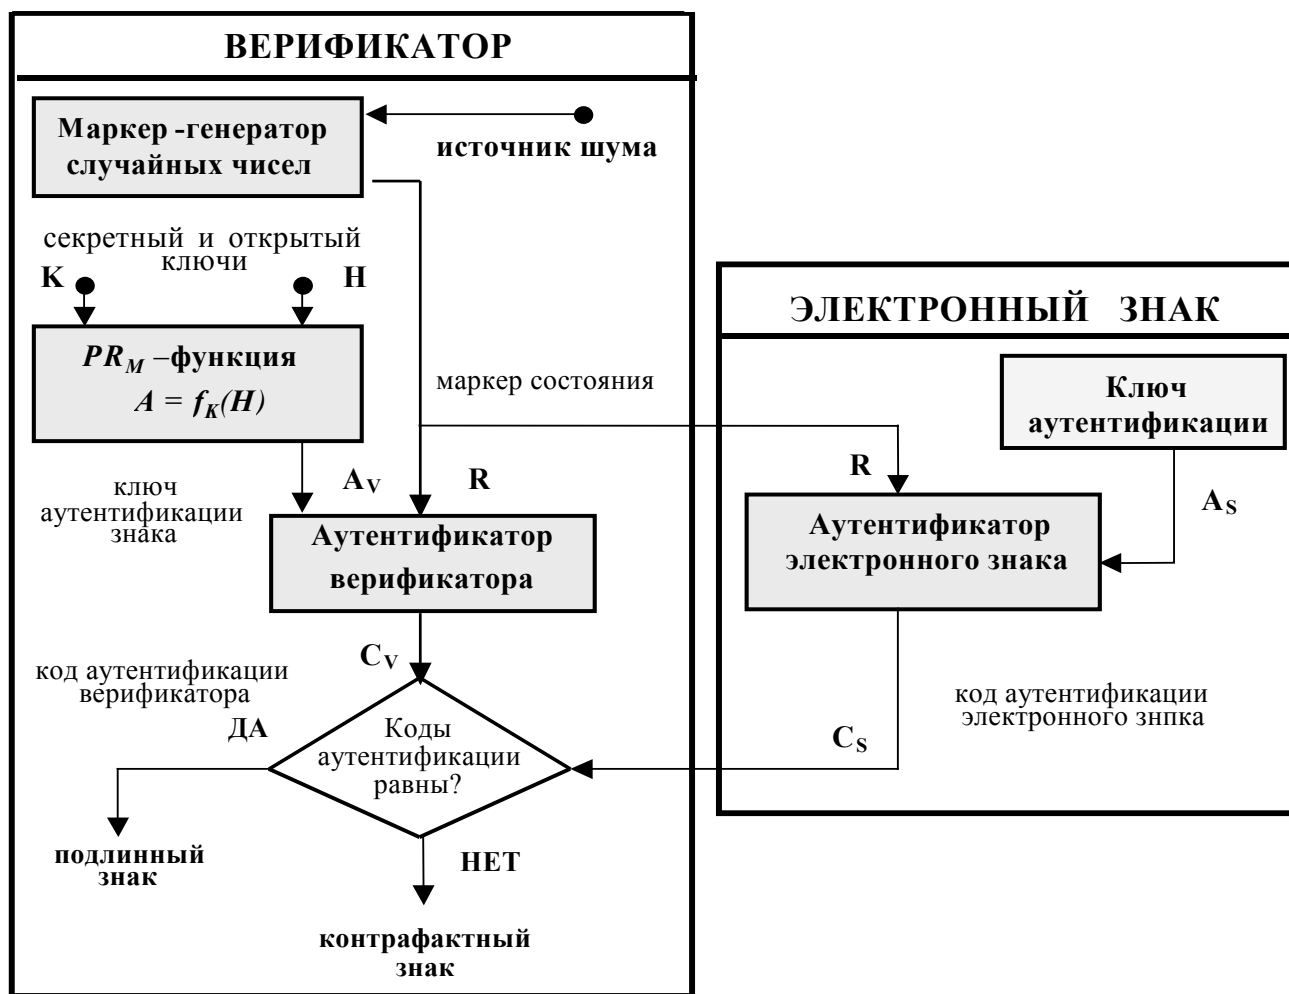 ВЕРИФИКАТОР
Маркер -генератор
случайных чисел
источник шума
секретный и открытый
ключи
K
H
PR_M –функция
A = f_K(H)
маркер состояния
A_V
R
ключ
аутентификации
знака
Аутентификатор
верификатора
C_V
код аутентификации
верификатора
ДА
Коды
аутентификации
равны?
подлинный
знак
НЕТ
контрафактный
знак
ЭЛЕКТРОННЫЙ ЗНАК
Ключ
аутентификации
R
A_S
Аутентификатор
электронного знака
код аутентификации
электронного знпка
C_S